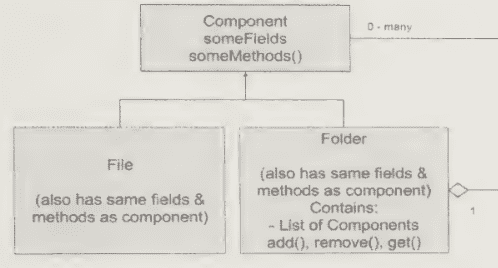 Component
someFields
someMethods()
0 - many
File
(also has same fields &
methods as component)
Folder
(also has same fields &
methods as component)
Contains:
- List of Components
add(), remove(), get()
1